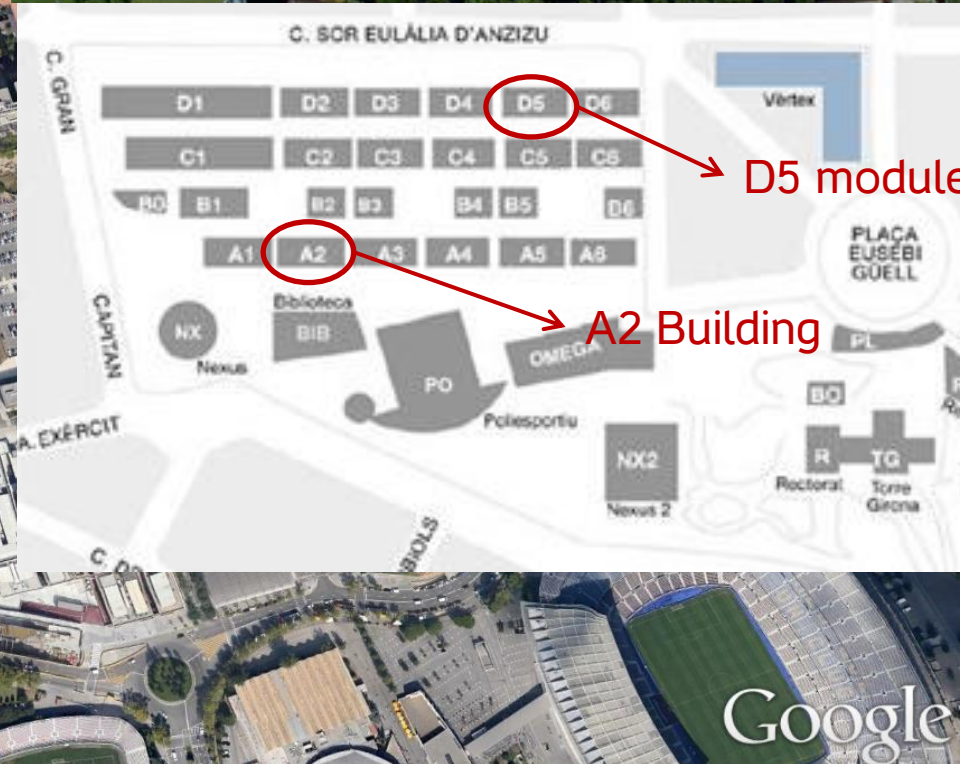 C. SOR EULÀLIA D'ANZIZU
C. GRAN
CAPITAN
D1 D2 D3 D4 D5 D6
Vèrtex
C1 C2 C3 C4 C5 C6
D5 module
B0 B1 B2 B3 B4 B5 D6
PLAÇA
EUSEBI
GÜELL
A1 A2 A3 A4 A5 A6
Biblioteca
BIB
NX
Nexus
A2 Building
OMEGA
PL
PO
Poliesportiu
BO
A. EXÈRCIT
NX2
Nexus 2
R
Rectorat
TG
Torre
Girona
Google